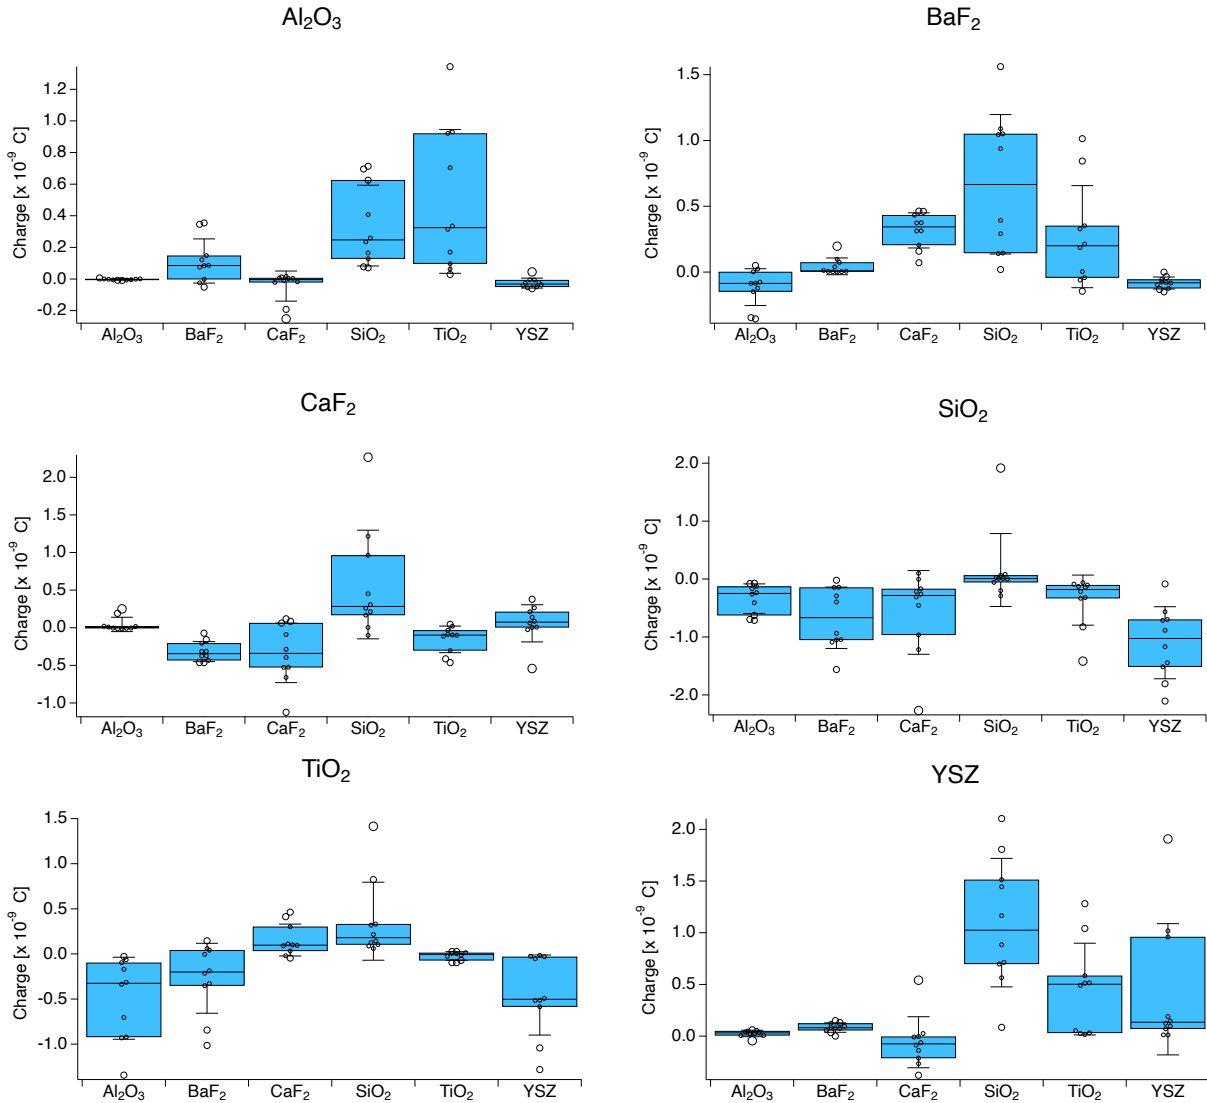 Al₂O₃
Charge [x 10⁻⁹ C]
1.2
1.0
0.8
0.6
0.4
0.2
0.0
-0.2
Al₂O₃ BaF₂ CaF₂ SiO₂ TiO₂ YSZ
BaF₂
Charge [x 10⁻⁹ C]
1.5
1.0
0.5
0.0
Al₂O₃ BaF₂ CaF₂ SiO₂ TiO₂ YSZ
CaF₂
Charge [x 10⁻⁹ C]
2.0
1.0
0.5
0.0
-0.5
-1.0
Al₂O₃ BaF₂ CaF₂ SiO₂ TiO₂ YSZ
SiO₂
Charge [x 10⁻⁹ C]
2.0
1.0
0.0
-1.0
-2.0
Al₂O₃ BaF₂ CaF₂ SiO₂ TiO₂ YSZ
TiO₂
Charge [x 10⁻⁹ C]
1.5
1.0
0.5
0.0
-0.5
-1.0
Al₂O₃ BaF₂ CaF₂ SiO₂ TiO₂ YSZ
YSZ
Charge [x 10⁻⁹ C]
2.0
1.5
1.0
0.5
0.0
Al₂O₃ BaF₂ CaF₂ SiO₂ TiO₂ YSZ